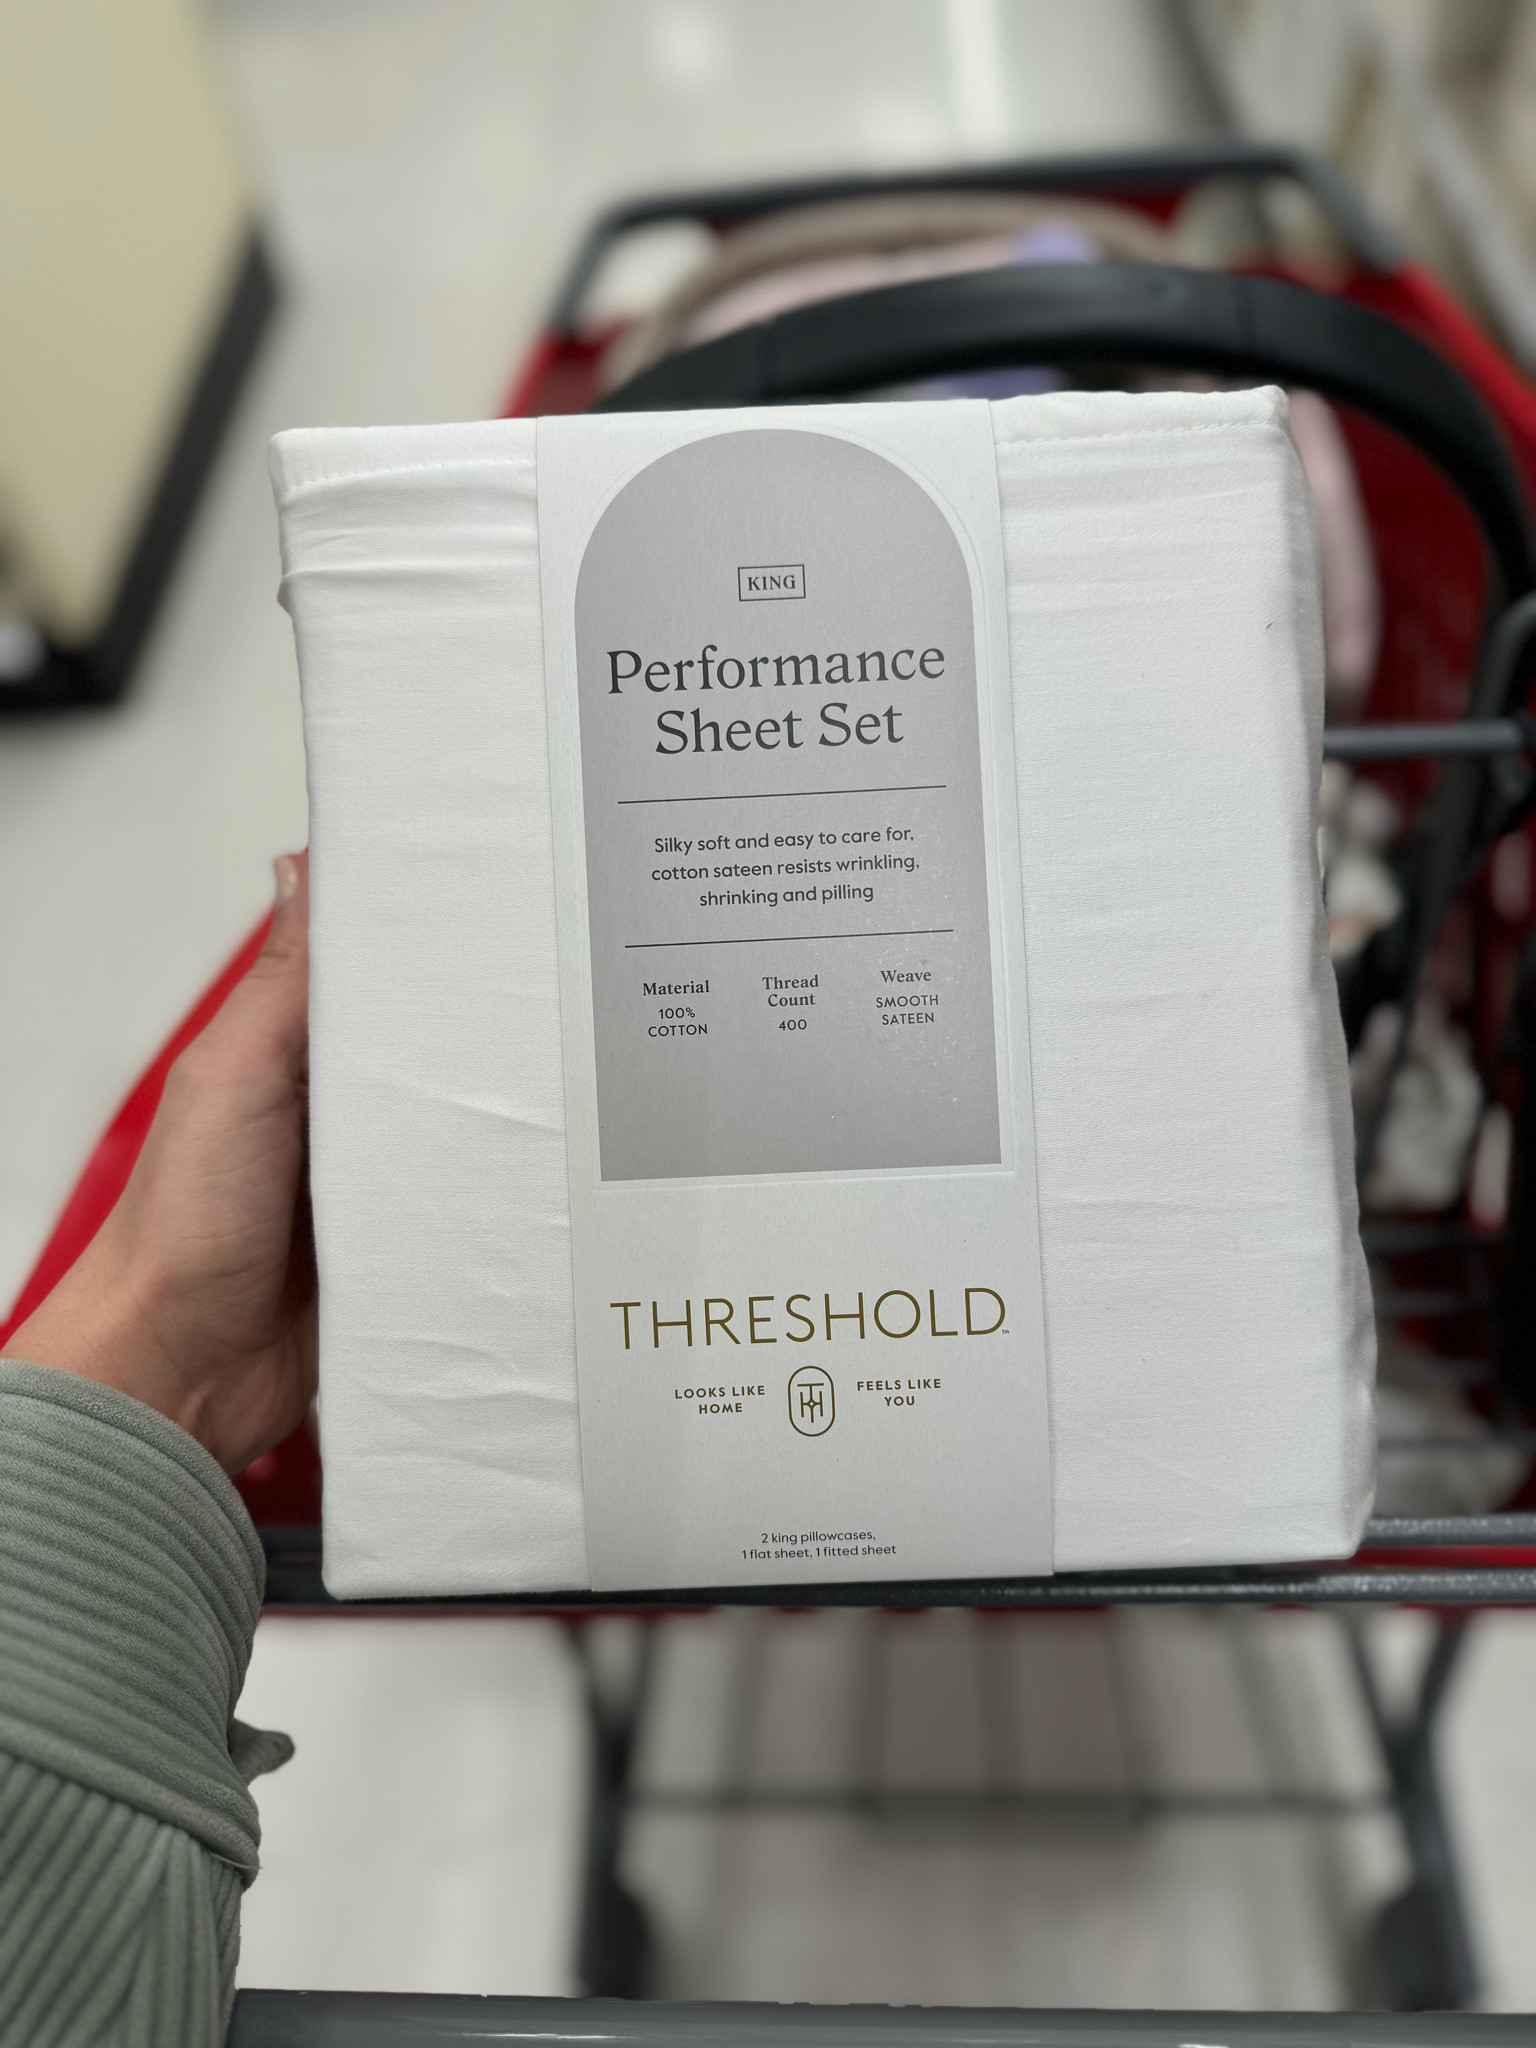 KING
Performance
Sheet Set
Silky soft and easy to care for,
cotton sateen resists wrinkling,
shrinking and pilling
Material
100%
COTTON
Thread
Count
400
Weave
SMOOTH
SATEEN
THRESHOLD™
LOOKS LIKE
HOME
FEELS LIKE
YOU
2 king pillowcases,
1 flat sheet, 1 fitted sheet